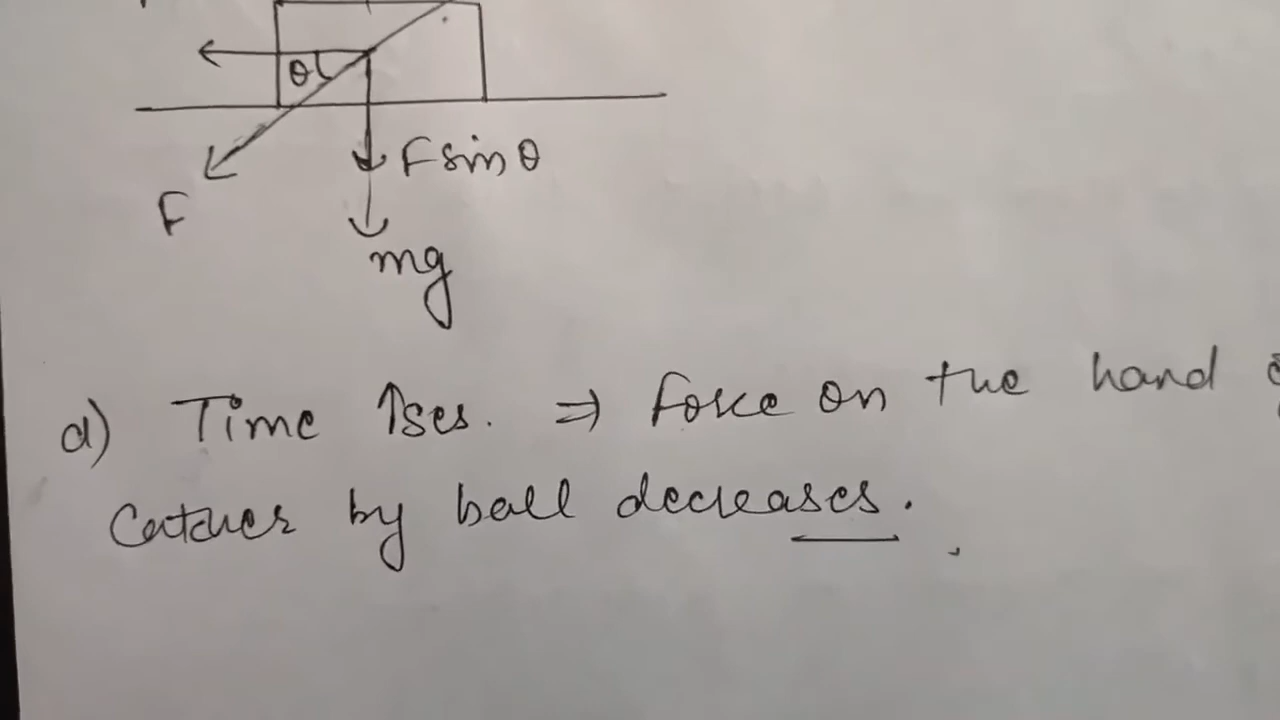 θ
F sin θ
F
mg
d) Time ↑ses. ⇒ force on the hand
Catcher by ball decreases.